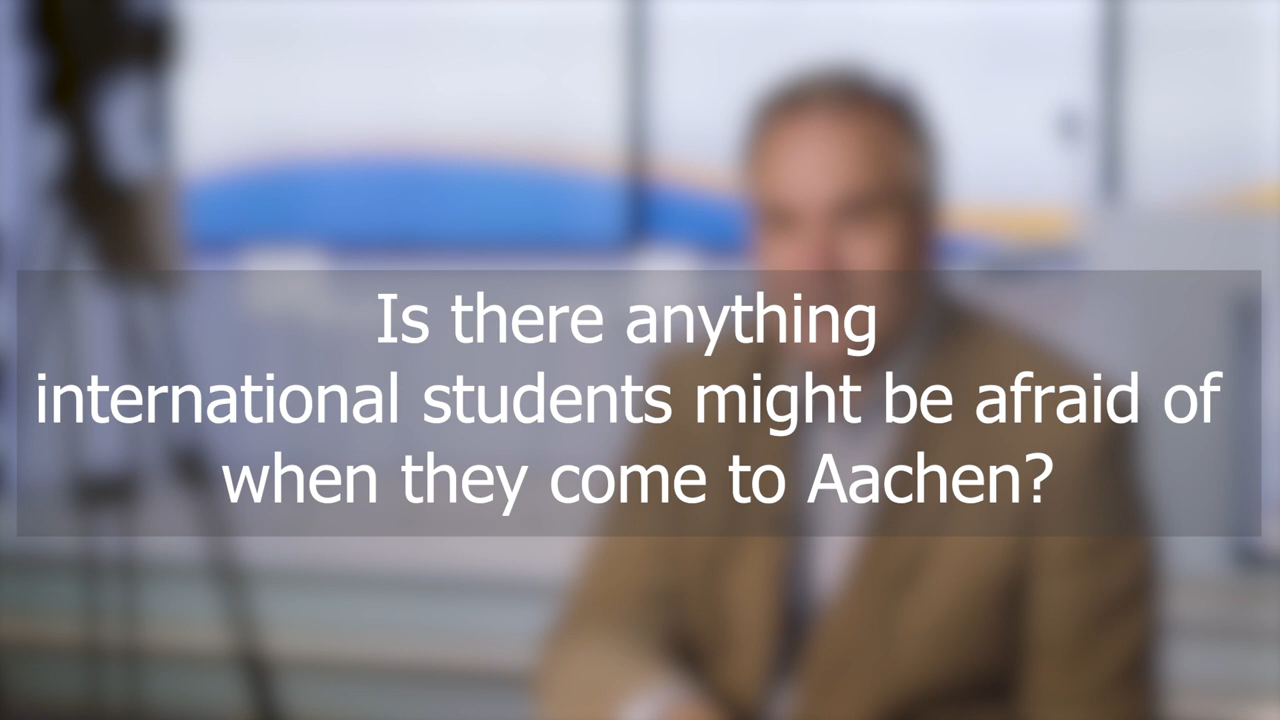 Is there anything
international students might be afraid of
when they come to Aachen?